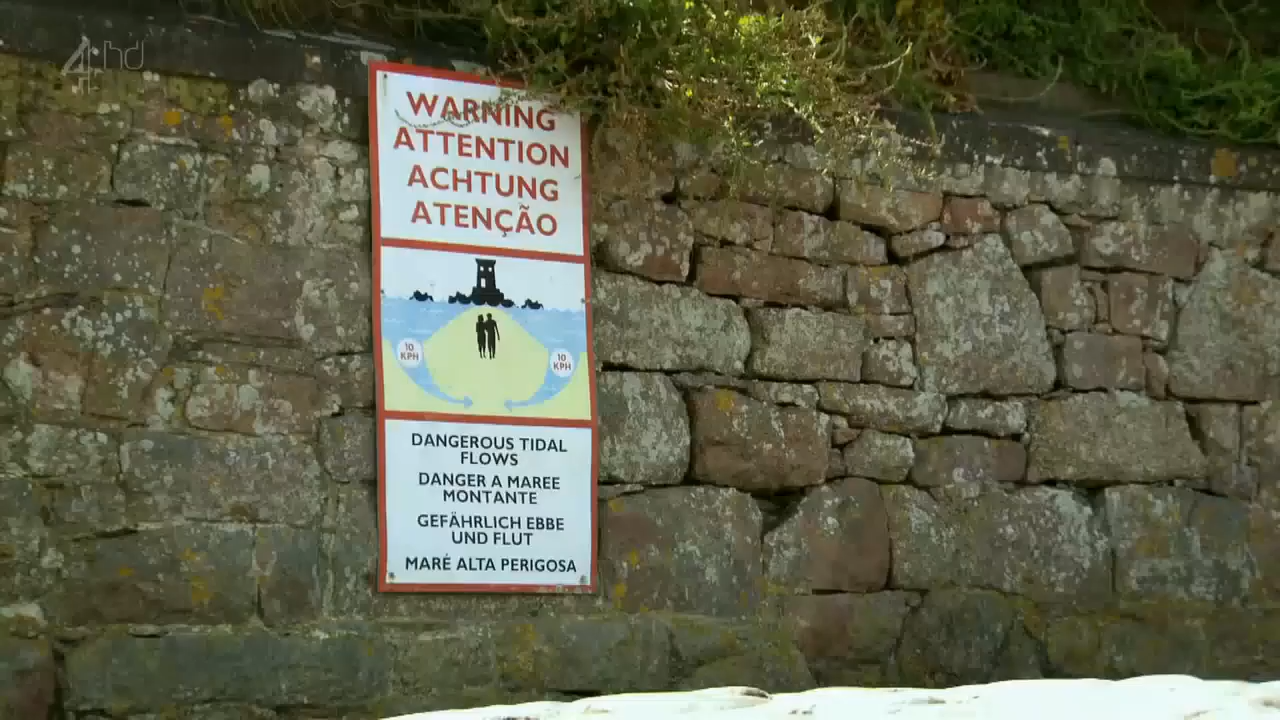 4hd
WARNING
ATTENTION
ACHTUNG
ATENÇÃO
10
KPH
10
KPH
DANGEROUS TIDAL
FLOWS
DANGER A MAREE
MONTANTE
GEFÄHRLICH EBBE
UND FLUT
MARÉ ALTA PERIGOSA